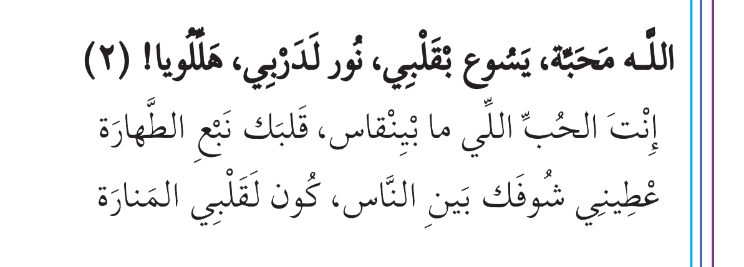 اللَّـه مَحَبِّة، يَسُوع بْقَلْبِي، نُور لَدَرْبِي، هَلِّلُويا! (٢)
إِنْتَ الحُبِّ اللِّي ما بْيِنْقاس، قَلبَك نَبْعِ الطَّهارَة
عْطِينِي شُوفَك بَينِ النَّاس، كُون لَقَلْبِي المَنارَة